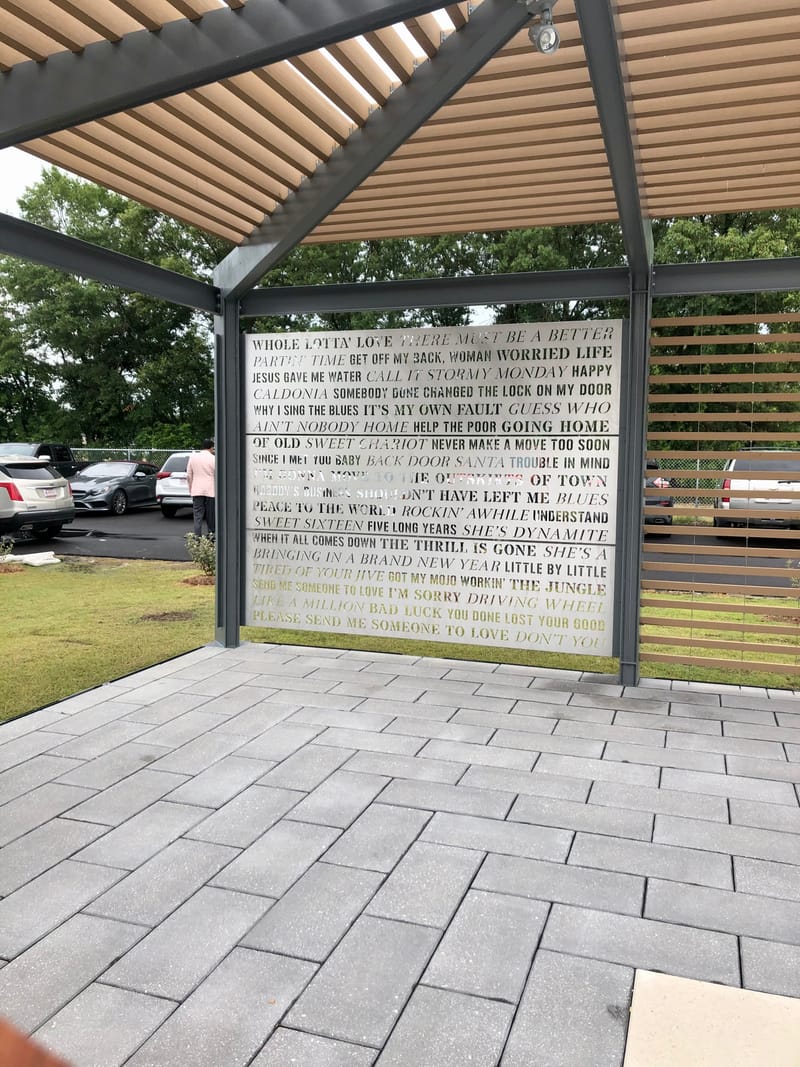 WHOLE LOTTA' LOVE THERE MUST BE A BETTER
PARTY TIME GET OFF MY BACK, WOMAN WORRIED LIFE
JESUS GAVE ME WATER CALL IT STORMY MONDAY HAPPY
CALDONIA SOMEBODY DONE CHANGED THE LOCK ON MY DOOR
WHY I SING THE BLUES IT'S MY OWN FAULT GUESS WHO
AIN'T NOBODY HOME HELP THE POOR GOING HOME
OF OLD SWEET CHARIOT NEVER MAKE A MOVE TOO SOON
SINCE I MET YOU BABY BACK DOOR SANTA TROUBLE IN MIND
I'M GONNA MOVE TO THE OUTSKIRTS OF TOWN
NOBODY'S BUSINESS SHOULDN'T HAVE LEFT ME BLUES
PEACE TO THE WORLD ROCKIN' AWHILE UNDERSTAND
SWEET SIXTEEN FIVE LONG YEARS SHE'S DYNAMITE
WHEN IT ALL COMES DOWN THE THRILL IS GONE SHE'S A
BRINGING IN A BRAND NEW YEAR LITTLE BY LITTLE
TIRED OF YOUR JIVE GOT MY MOJO WORKIN' THE JUNGLE
SEND ME SOMEONE TO LOVE I'M SORRY DRIVING WHEEL
LIKE A MILLION BAD LUCK YOU DONE LOST YOUR GOOD
PLEASE SEND ME SOMEONE TO LOVE DON'T YOU